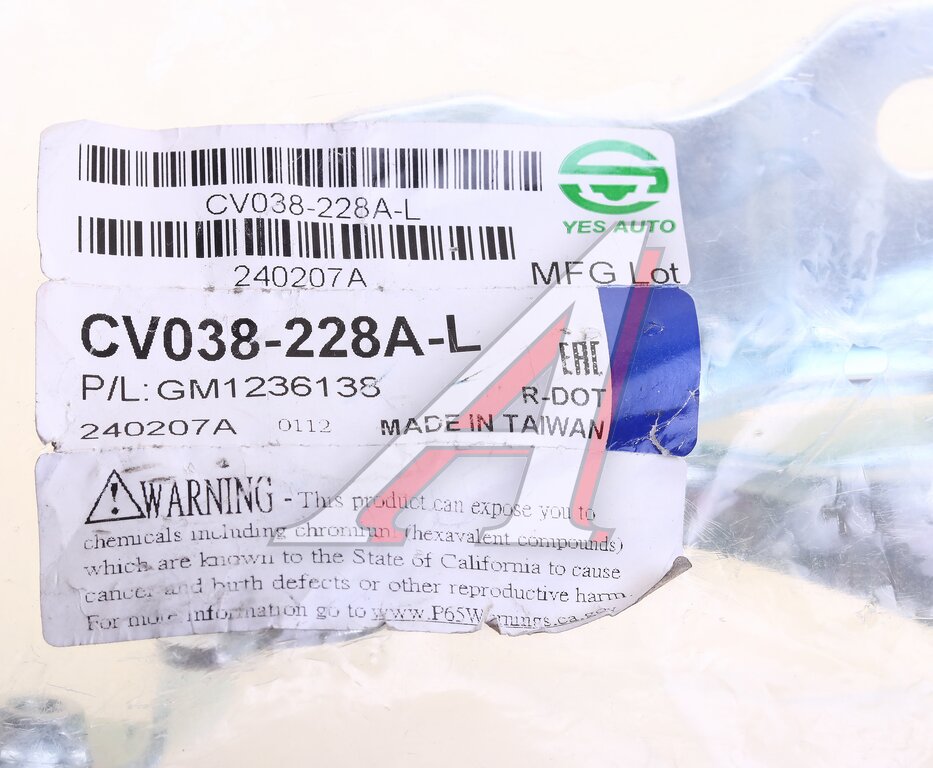 CV038-228A-L
YES AUTO
240207A
MFG Lot
CV038-228A-L
EAC
P/L: GM1236138
R-DOT
240207A 0112 MADE IN TAIWAN
WARNING - This product can expose you to
chemicals including chromium (hexavalent compounds)
which are known to the State of California to cause
cancer and birth defects or other reproductive harm.
For more information go to www.P65Warnings.ca.gov